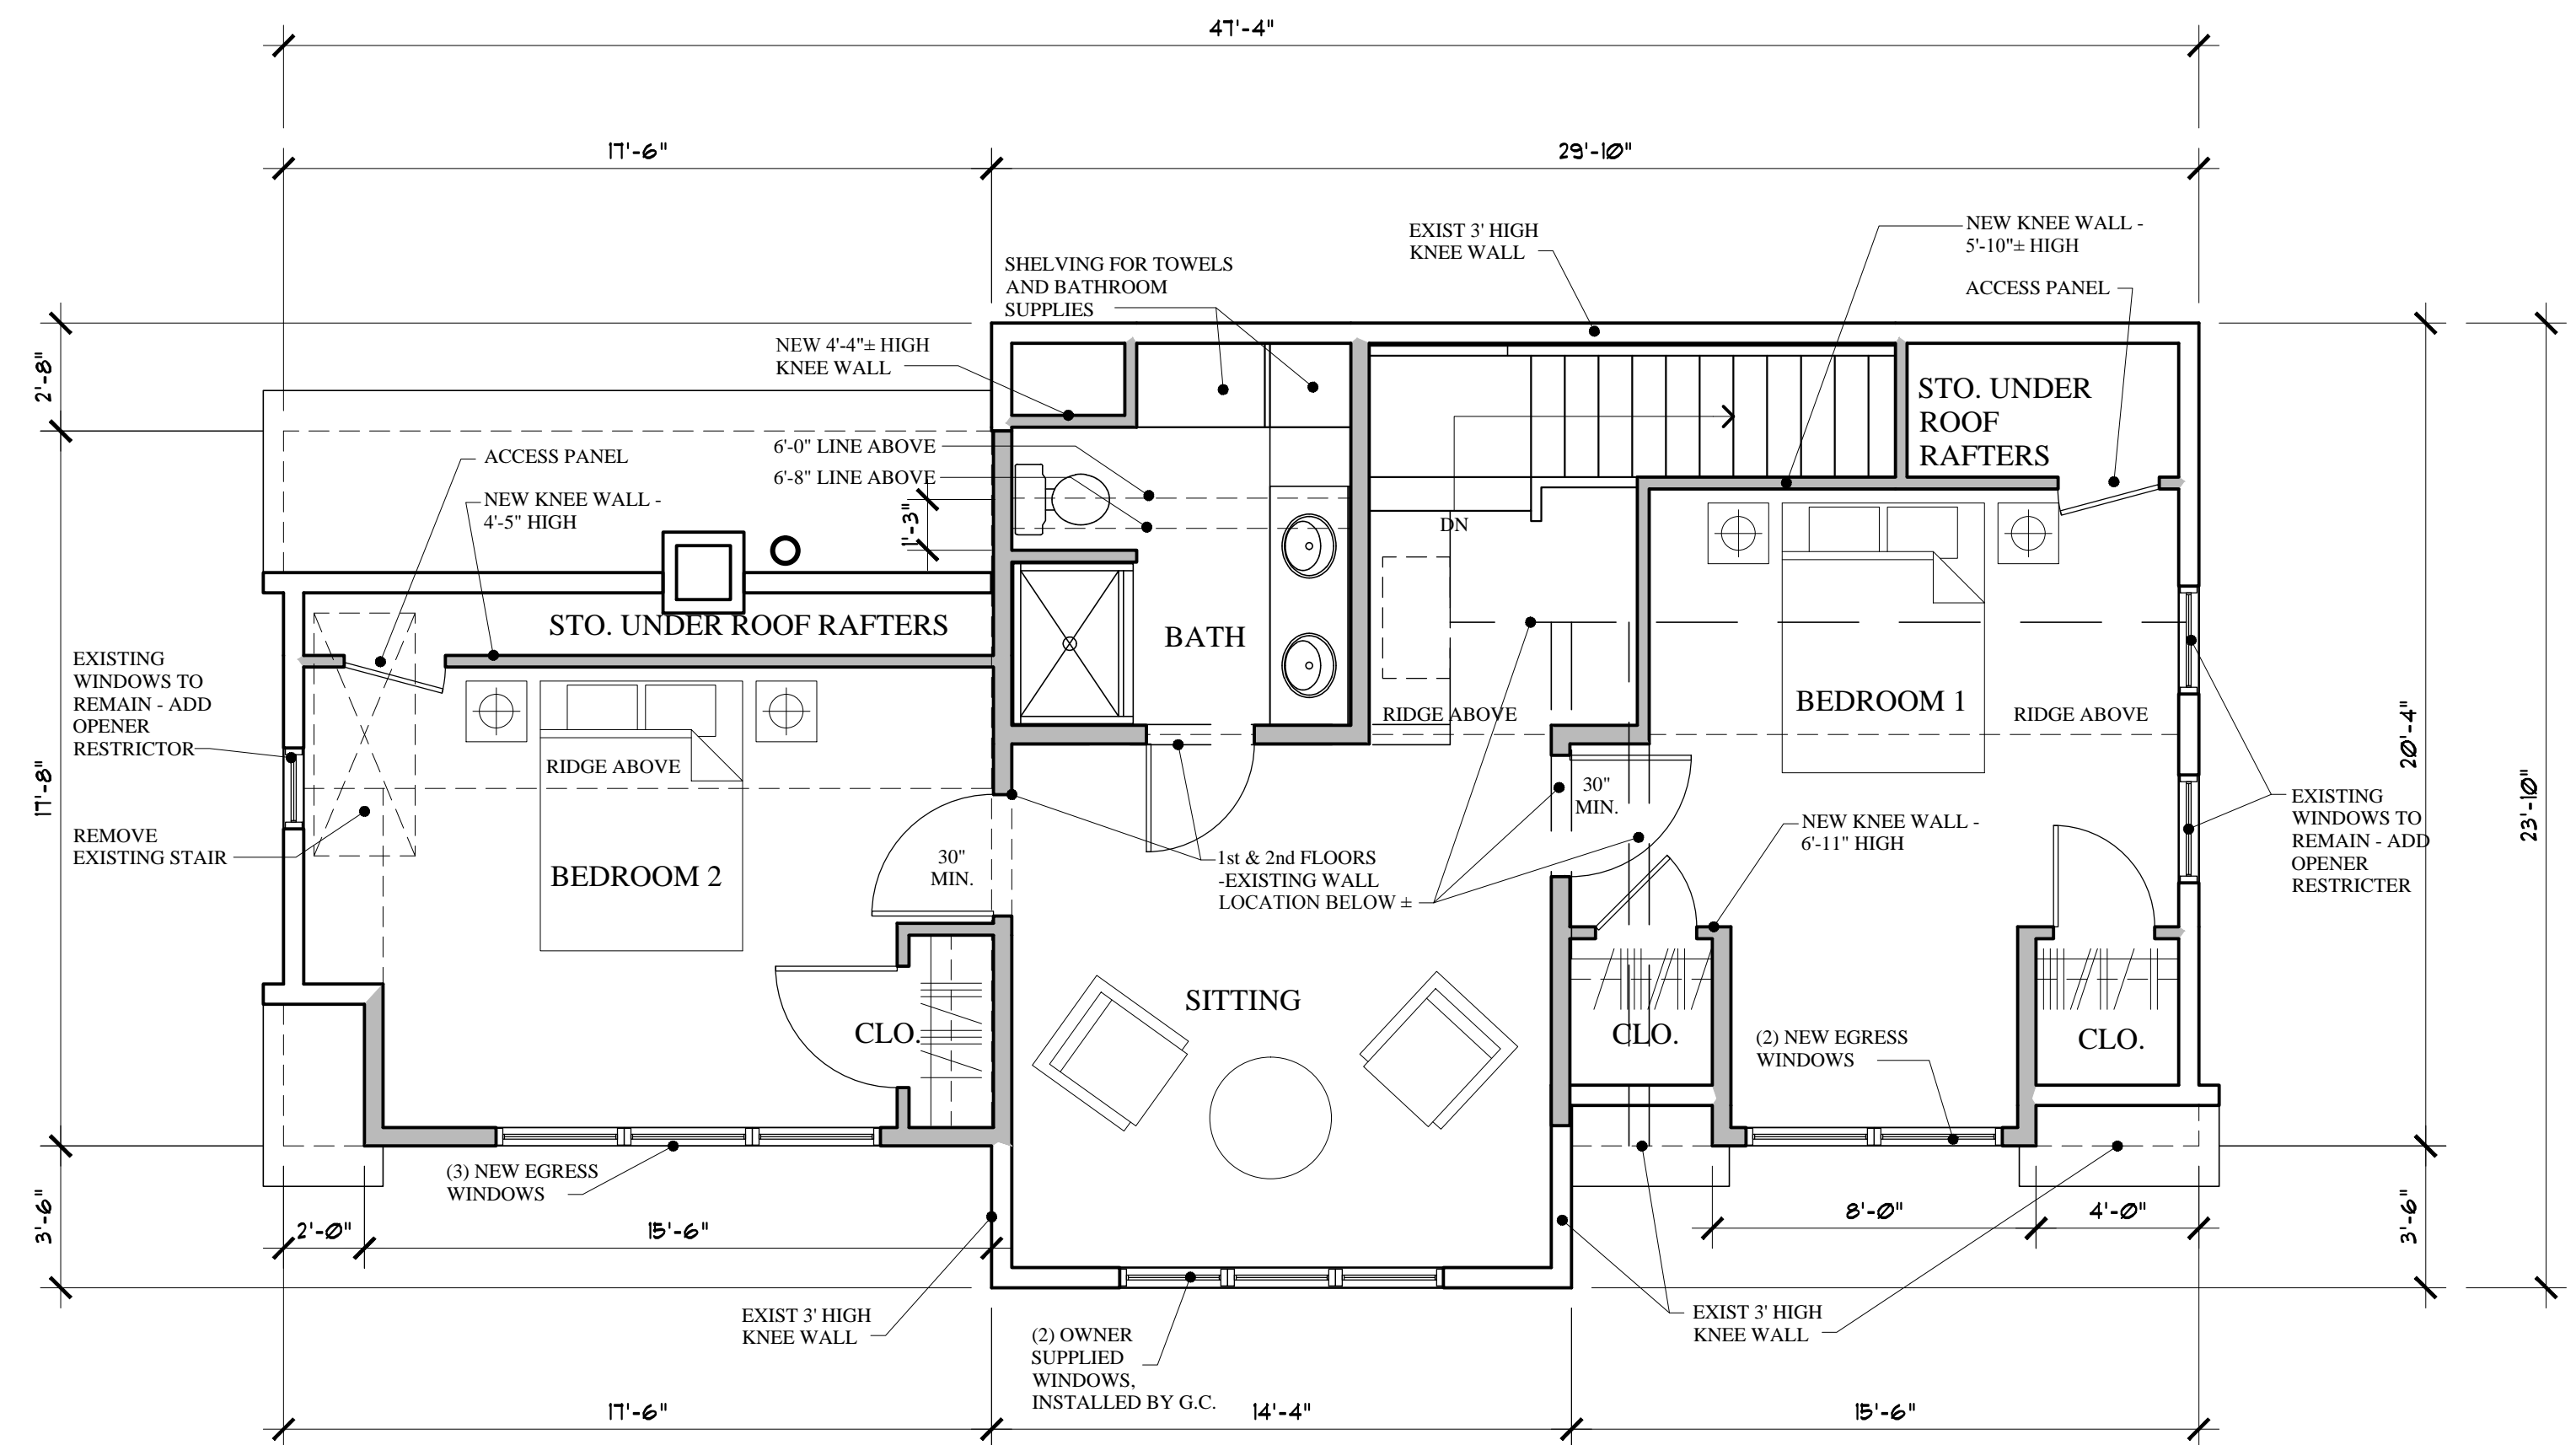 47'-4"
17'-6"
29'-10"
EXIST 3' HIGH
KNEE WALL
NEW KNEE WALL -
5'-10"± HIGH
SHELVING FOR TOWELS
AND BATHROOM
SUPPLIES
ACCESS PANEL
NEW 4'-4"± HIGH
KNEE WALL
2'-8"
STO. UNDER
ROOF
RAFTERS
6'-0" LINE ABOVE
6'-8" LINE ABOVE
ACCESS PANEL
NEW KNEE WALL -
4'-5" HIGH
1'-3"
DN
STO. UNDER ROOF RAFTERS
BATH
EXISTING
WINDOWS TO
REMAIN - ADD
OPENER
RESTRICTOR
RIDGE ABOVE
BEDROOM 1
RIDGE ABOVE
20'-4"
17'-8"
23'-10"
RIDGE ABOVE
30"
MIN.
REMOVE
EXISTING STAIR
BEDROOM 2
30"
MIN.
1st & 2nd FLOORS
-EXISTING WALL
LOCATION BELOW ±
NEW KNEE WALL -
6'-11" HIGH
EXISTING
WINDOWS TO
REMAIN - ADD
OPENER
RESTRICTER
SITTING
CLO.
CLO.
(2) NEW EGRESS
WINDOWS
CLO.
(3) NEW EGRESS
WINDOWS
3'-6"
2'-0"
15'-6"
8'-0"
4'-0"
3'-6"
EXIST 3' HIGH
KNEE WALL
(2) OWNER
SUPPLIED
WINDOWS,
INSTALLED BY G.C.
EXIST 3' HIGH
KNEE WALL
17'-6"
14'-4"
15'-6"